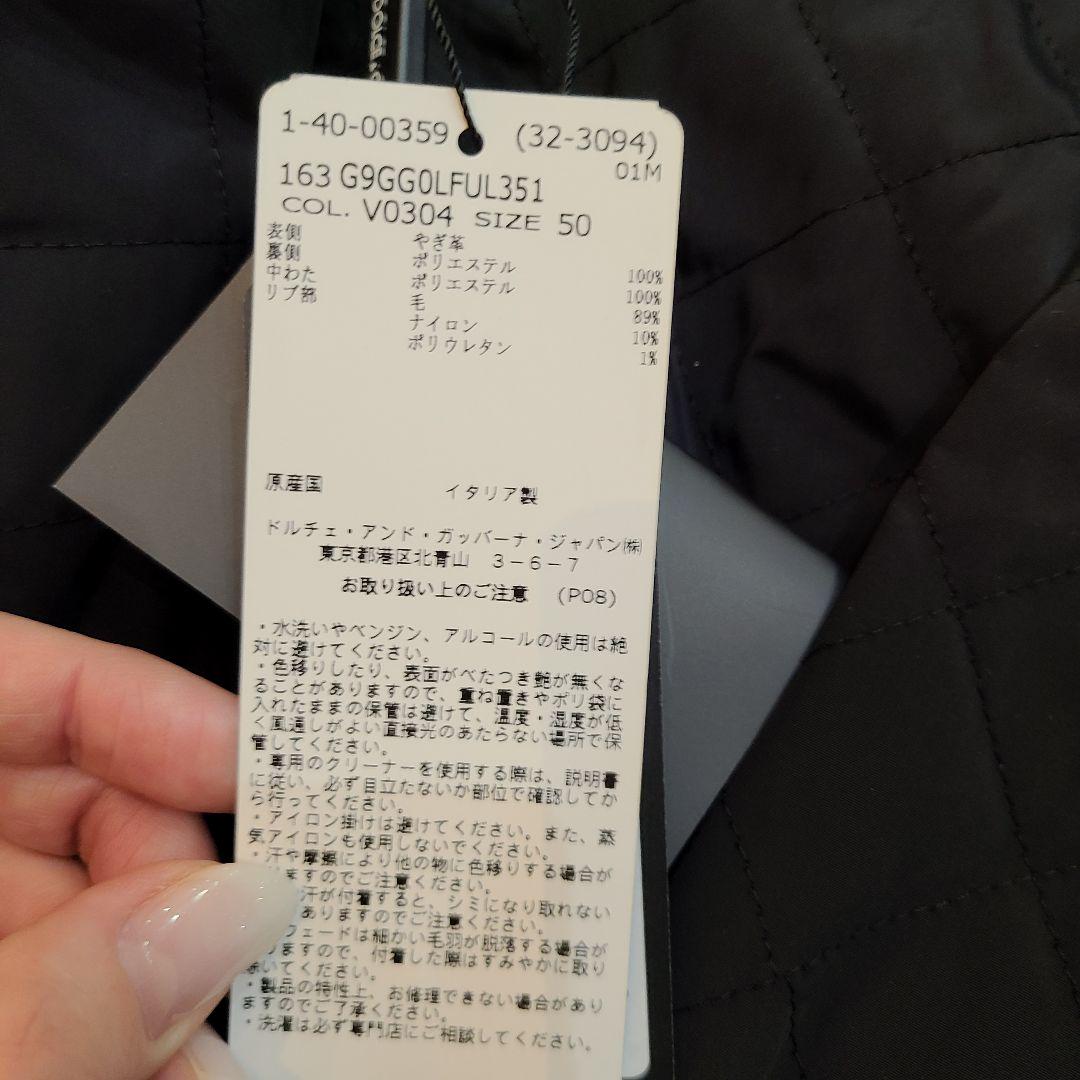 1-40-00359 (32-3094)
01M
163 G9GG0LFUL351
COL. V0304 SIZE 50
表側 やぎ革
裏側 ポリエステル 100%
中わた ポリエステル 100%
リブ部 毛 89%
ナイロン 10%
ポリウレタン 1%
原産国 イタリア製
ドルチェ・アンド・ガッバーナ・ジャパン㈱
東京都港区北青山 3-6-7
お取り扱い上のご注意 (P08)
・水洗いやベンジン、アルコールの使用は絶
対に避けてください。
・色移りしたり、表面がべたつき艶が無くな
ることがありますので、重ね置きやポリ袋に
入れたままの保管は避けて、温度・湿度が低
く風通しがよい直接光のあたらない場所で保
管してください。
・専用のクリーナーを使用する際は、説明書
に従い、必ず目立たないか部位で確認してか
ら行ってください。
・アイロン掛けは避けてください。また、蒸
気アイロンも使用しないでください。
・汗や摩擦により他の物に色移りする場合が
ますのでご注意ください。
汗が付着すると、シミになり取れない
ありますのでご注意ください。
ェードは細かい毛羽が脱落する場合が
ますので、付着した際はすみやかに取り
除いてください。
・製品の特性上、お修理できない場合があり
ますのでご了承ください。
・洗濯は必ず専門店にご相談してください。